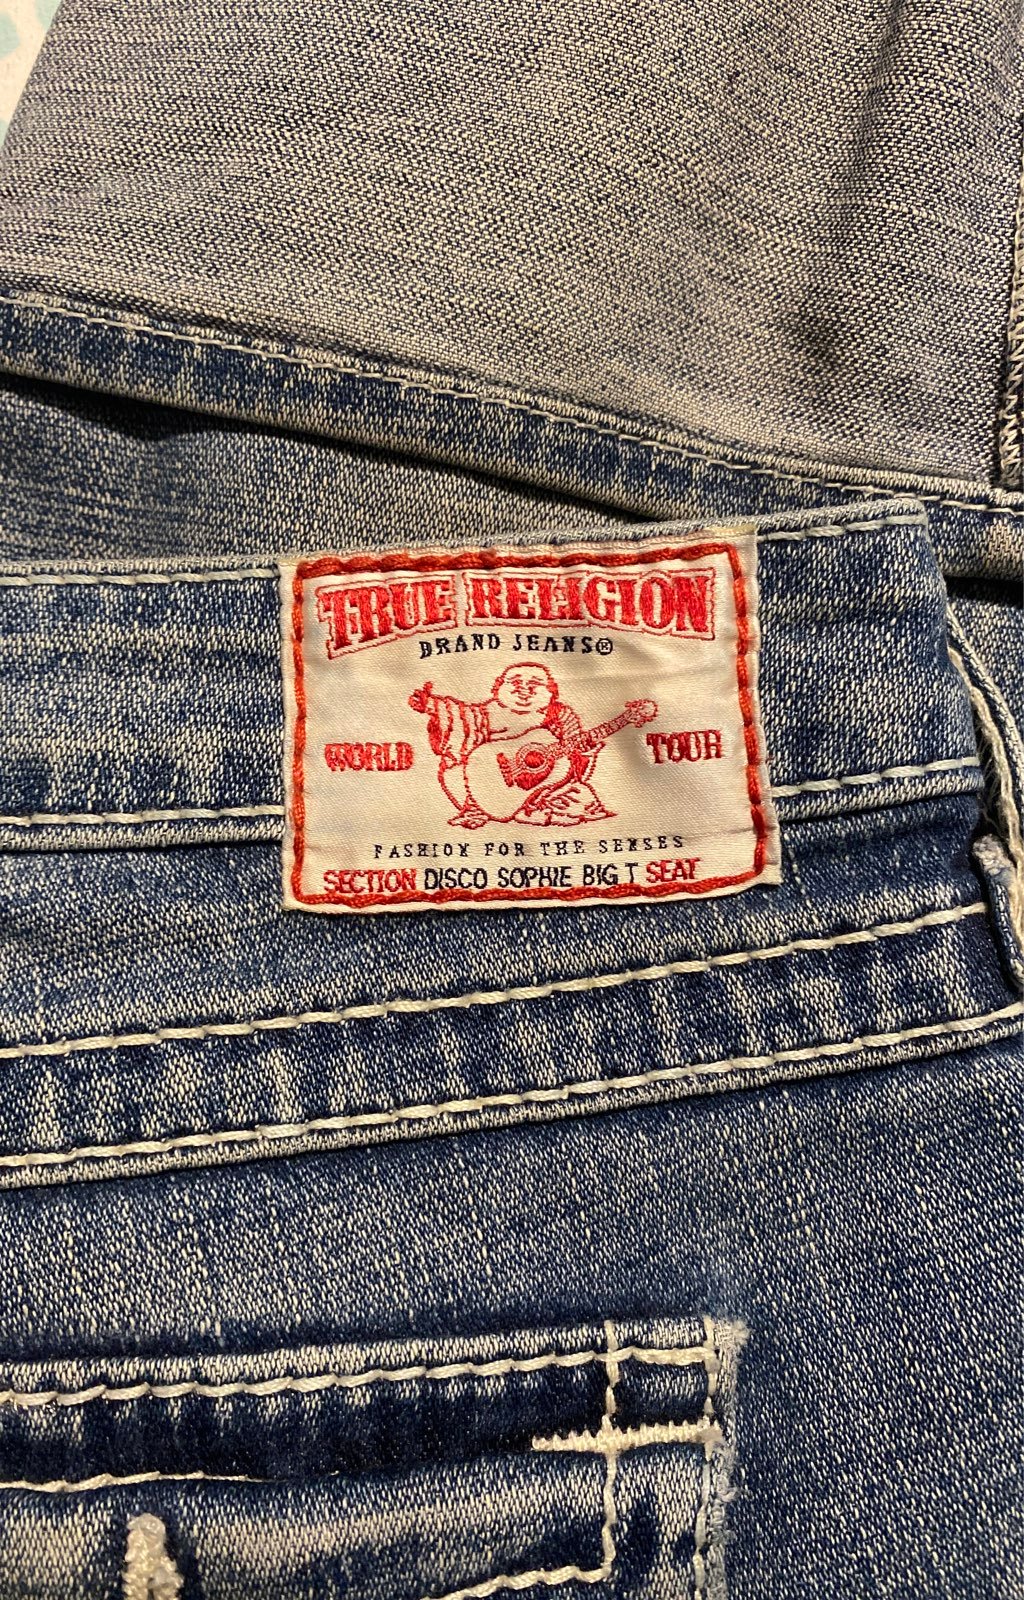 TRUE RELIGION
BRAND JEANS®
WORLD TOUR
FASHION FOR THE SENSES
SECTION DISCO SOPHIE BIG T SEAT